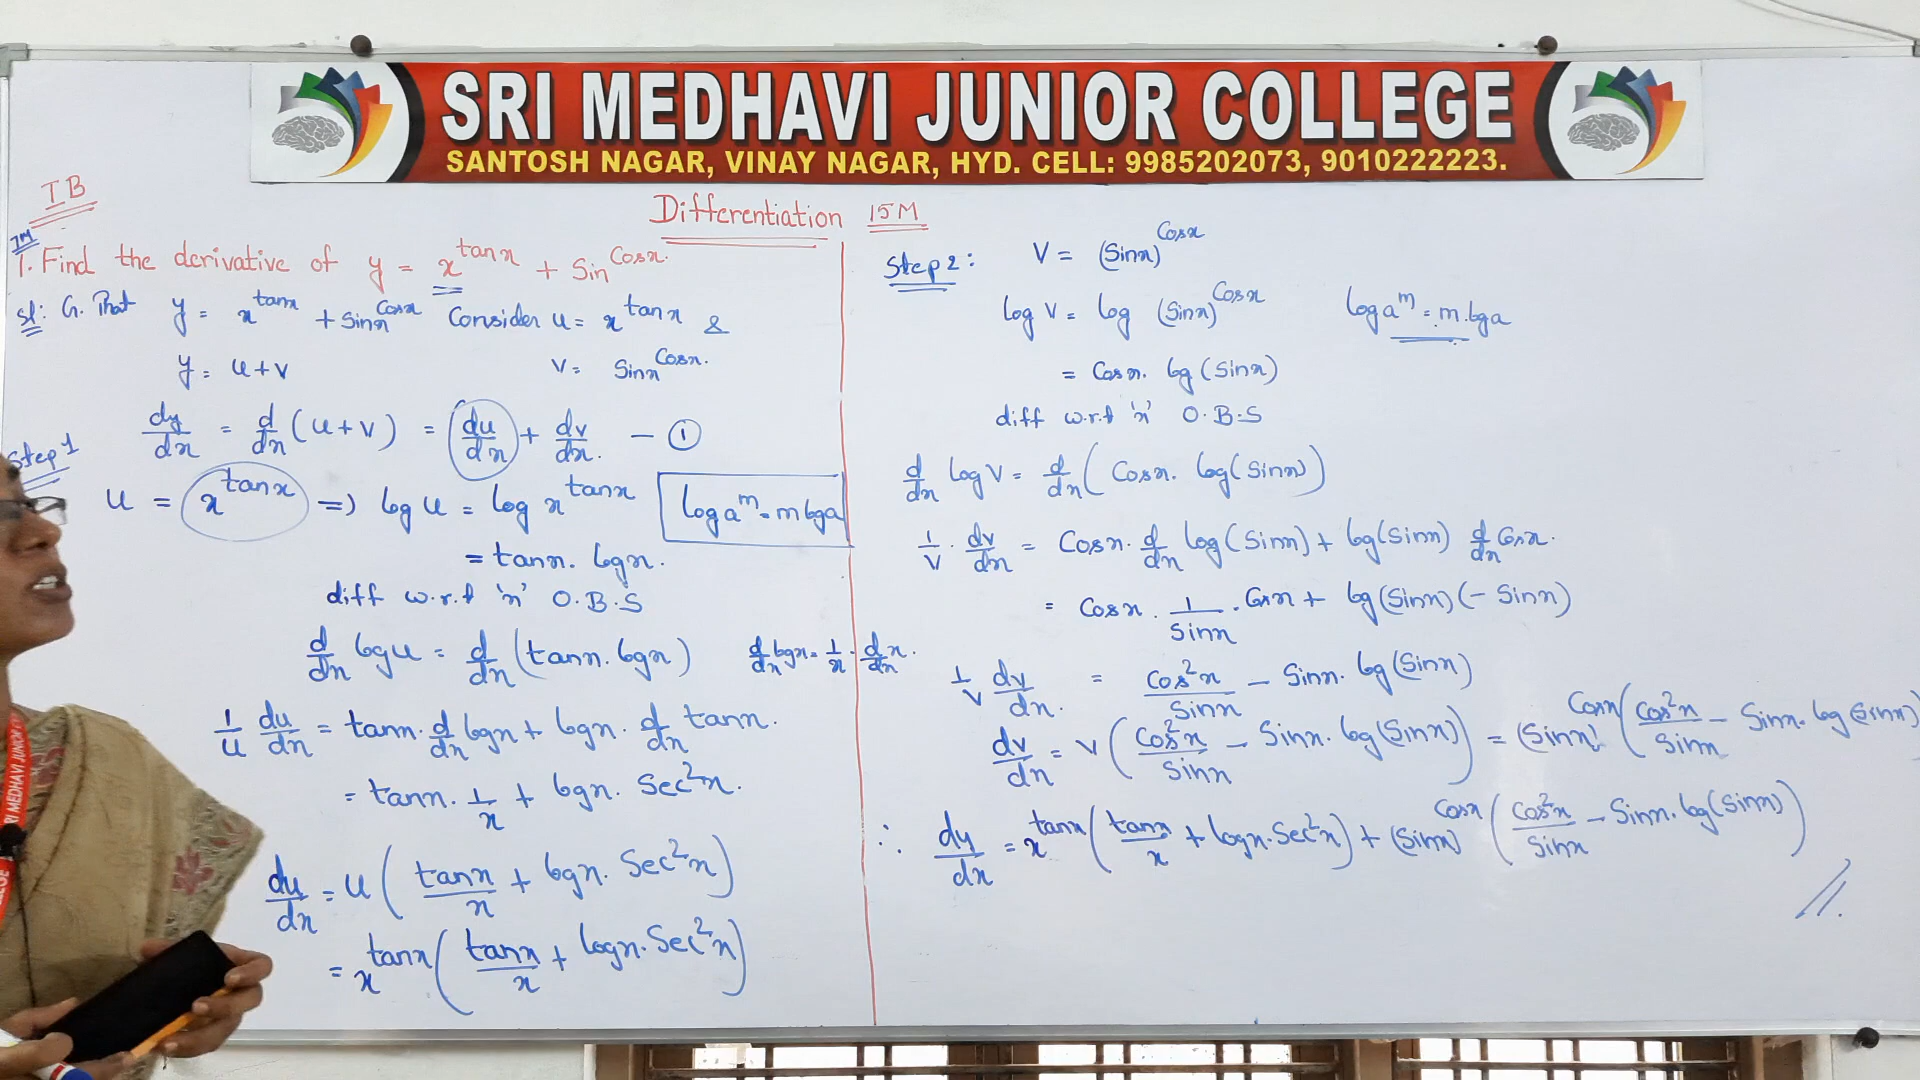 SRI MEDHAVI JUNIOR COLLEGE
SANTOSH NAGAR, VINAY NAGAR, HYD. CELL: 9985202073, 9010222223.
IB
Differentiation 15M
7M
1. Find the derivative of y = x^tanx + Sin^Cosx.
Sl: G. That y = x^tanx + Sinx^Cosx Consider u = x^tanx &
y = u+v v = Sinx^Cosx.
dy/dx = d/dx (u+v) = du/dx + dv/dx. — ①
Step 1
u = x^tanx => log u = log x^tanx log a^m = m log a
= tanx. logx.
diff w.r.t 'x' O.B.S
d/dx logu = d/dx (tanx. logx) d/dx logx = 1/x . d/dx x.
1/u du/dx = tanx. d/dx logx + logx. d/dx tanx.
= tanx. 1/x + logx. Sec²x.
du/dx = u ( tanx/x + logx. Sec²x )
= x^tanx ( tanx/x + logx. Sec²x )
Step 2: V = (Sinx)^Cosx
log V = log (Sinx)^Cosx log a^m = m. log a
= Cosx. log (Sinx)
diff w.r.t 'x' O.B.S
d/dx log V = d/dx ( Cosx. log(Sinx) )
1/v . dv/dx = Cosx. d/dx log(Sinx) + log(Sinx) d/dx Cosx.
= Cosx. 1/Sinx . Cosx + log(Sinx) (- Sinx)
1/v dv/dx. = Cos²x/Sinx - Sinx. log(Sinx)
dv/dx = v ( Cos²x/Sinx - Sinx. log(Sinx) ) = (Sinx)^Cosx ( Cos²x/Sinx - Sinx. log(Sinx)
∴ dy/dx = x^tanx ( tanx/x + logx. Sec²x ) + (Sinx)^Cosx ( Cos²x/Sinx - Sinx. log(Sinx) )
//.